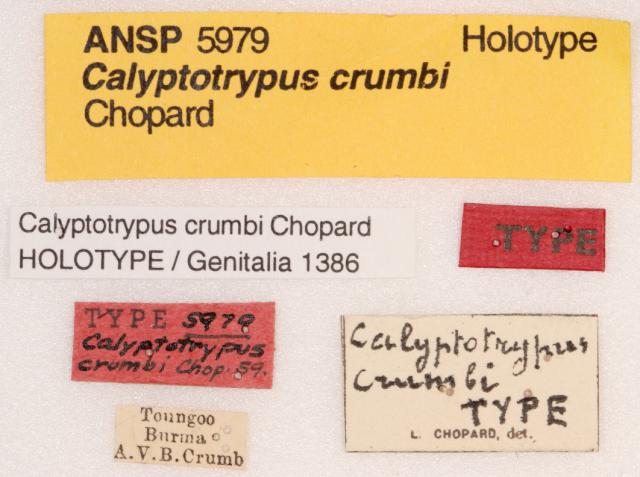 ANSP 5979 Holotype
Calyptotrypus crumbi
Chopard
Calyptotrypus crumbi Chopard
HOLOTYPE / Genitalia 1386
TYPE
TYPE 5979
Calyptotrypus
crumbi Chop. 59.
Calyptotrypus
crumbi
TYPE
L. CHOPARD, det.
Toungoo
Burma
A.V.B.Crumb